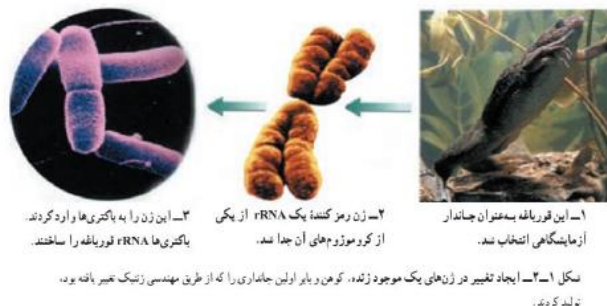 ۱ــ این قورباغه به‌عنوان جاندار
آزمایشگاهی انتخاب شد.
۲ــ ژن رمز کنندهٔ یک rRNA از یکی
از کروموزوم‌های آن جدا شد.
۳ــ این ژن را به باکتری‌ها وارد کردند.
باکتری‌ها rRNA قورباغه را ساختند.
شکل ۱ــ۲ــ ایجاد تغییر در ژن‌های یک موجود زنده. کوهن و بایر اولین جانداری را که از طریق مهندسی ژنتیک تغییر یافته بود،
تولید کردند.